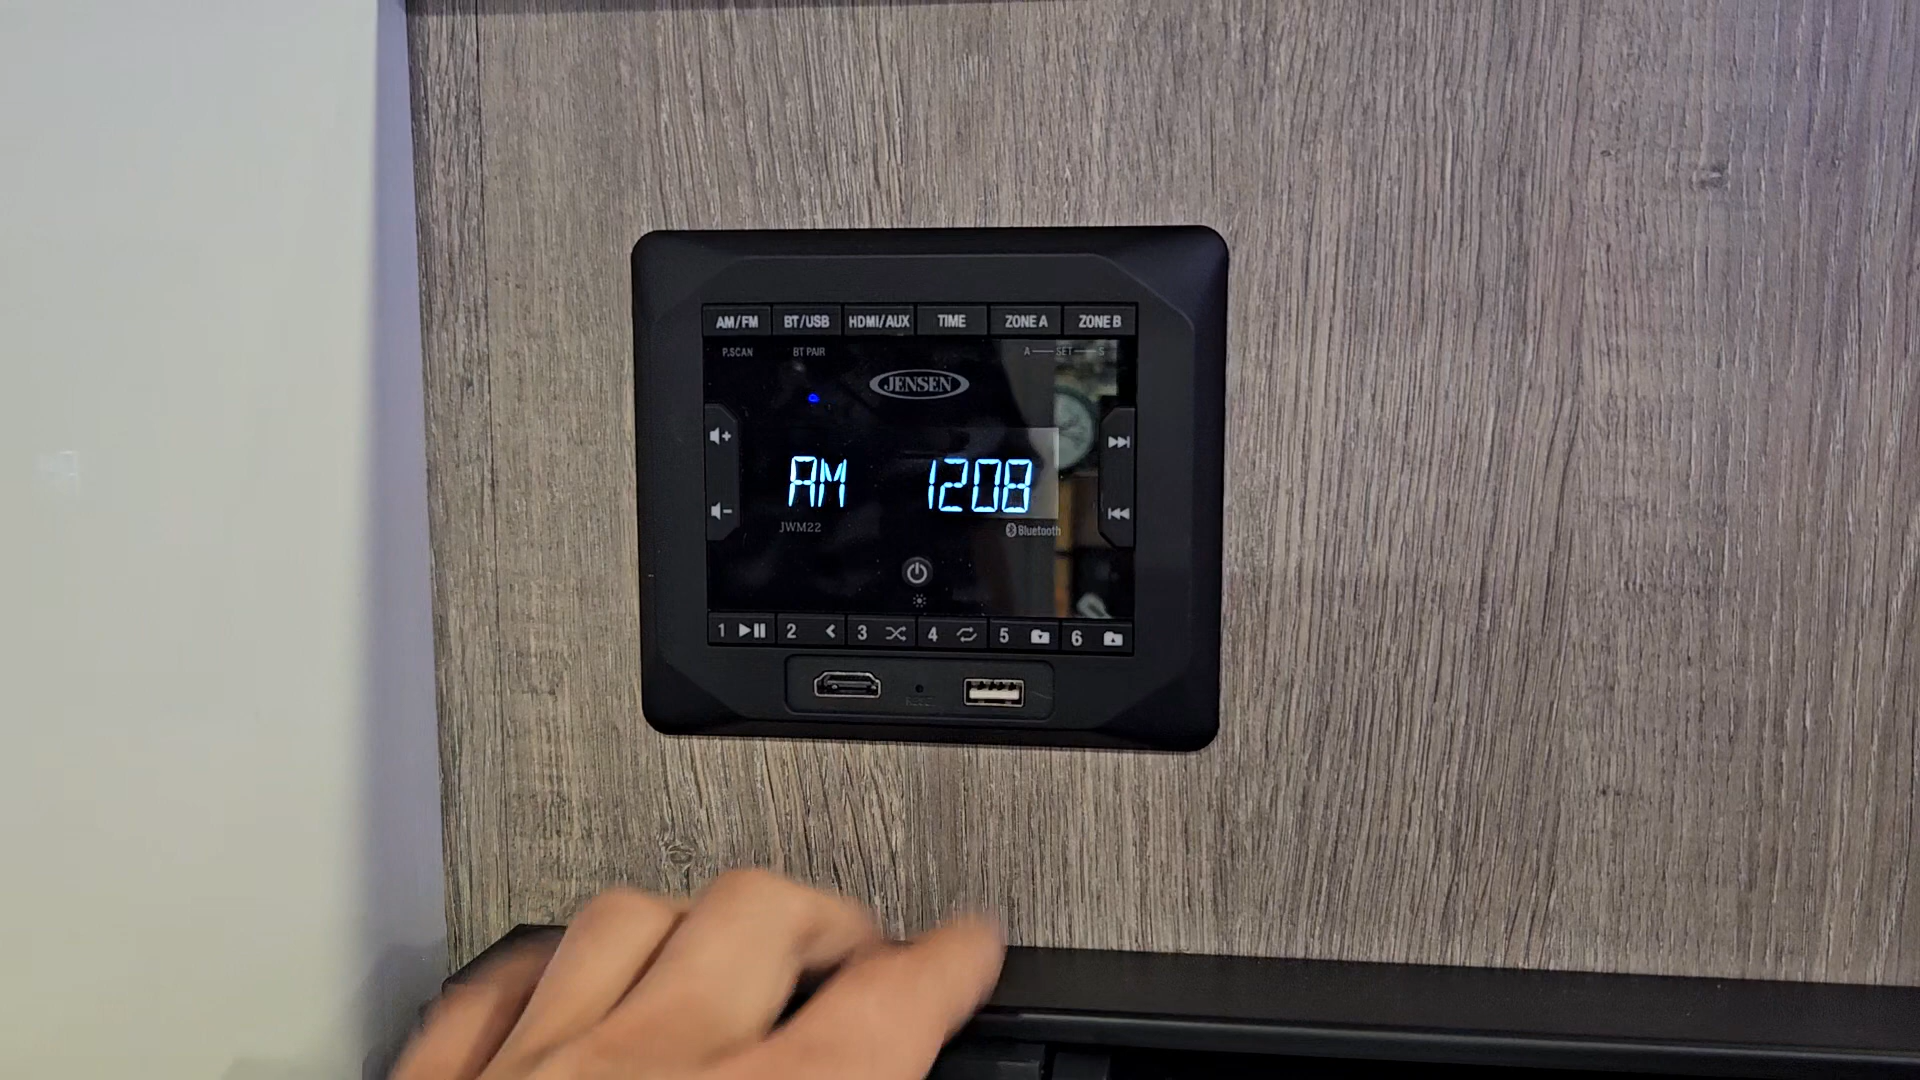 AM/FM BT/USB HDMI/AUX TIME ZONE A ZONE B
P.SCAN BT PAIR A SET S
JENSEN
AM 1208
JWM22 Bluetooth
1 2 3 4 5 6
RESET